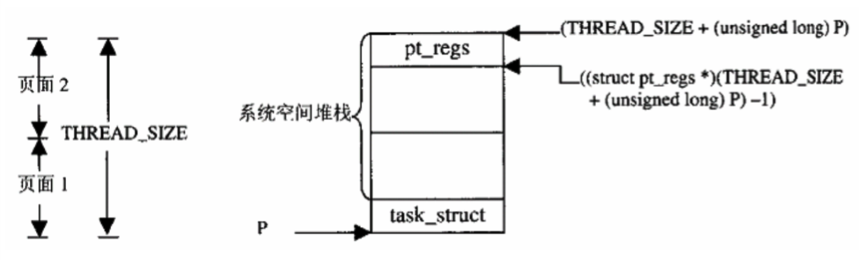 (THREAD_SIZE + (unsigned long) P)
pt_regs
页面 2
((struct pt_regs *)(THREAD_SIZE
+ (unsigned long) P) –1)
系统空间堆栈
THREAD_SIZE
页面 1
task_struct
P